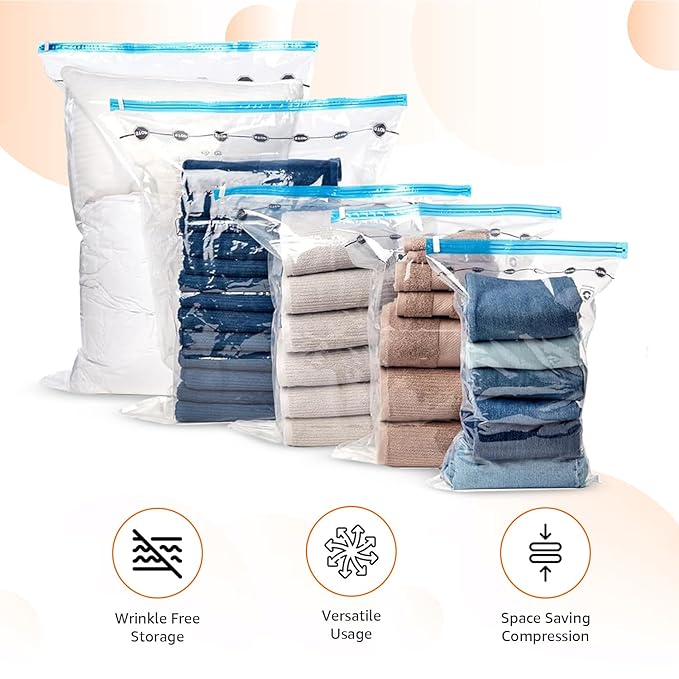 Wrinkle Free
Storage
Versatile
Usage
Space Saving
Compression